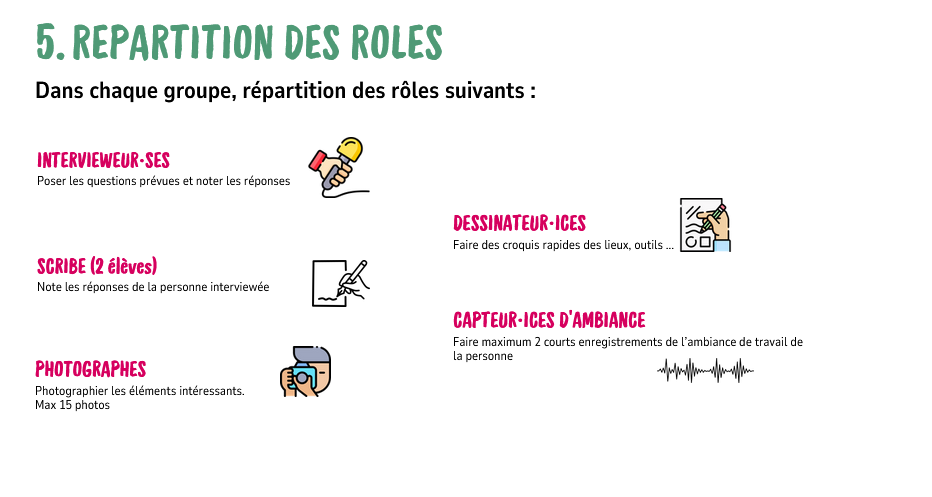 5. REPARTITION DES ROLES
Dans chaque groupe, répartition des rôles suivants :
INTERVIEWEUR·SES
Poser les questions prévues et noter les réponses
SCRIBE (2 élèves)
Note les réponses de la personne interviewée
PHOTOGRAPHES
Photographier les éléments intéressants.
Max 15 photos
DESSINATEUR·ICES
Faire des croquis rapides des lieux, outils ...
CAPTEUR·ICES D'AMBIANCE
Faire maximum 2 courts enregistrements de l'ambiance de travail de
la personne